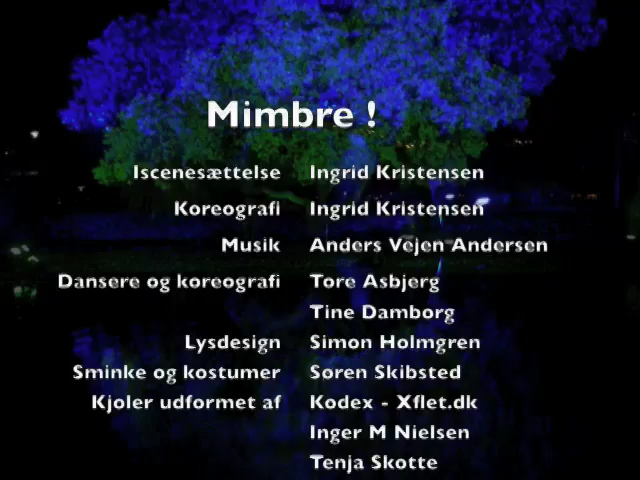 Mimbre !
Iscenesættelse Ingrid Kristensen
Koreografi Ingrid Kristensen
Musik Anders Vejen Andersen
Dansere og koreografi Tore Asbjerg
Tine Damborg
Lysdesign Simon Holmgren
Sminke og kostumer Søren Skibsted
Kjoler udformet af Kodex - Xflet.dk
Inger M Nielsen
Tenja Skotte